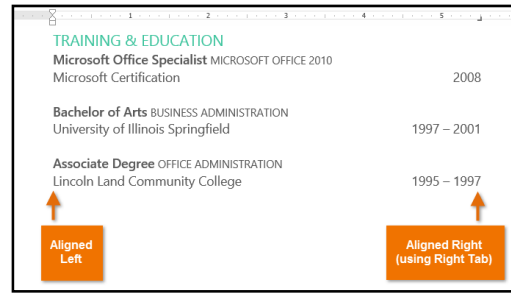 1 2 3 4 5
TRAINING & EDUCATION
Microsoft Office Specialist MICROSOFT OFFICE 2010
Microsoft Certification 2008
Bachelor of Arts BUSINESS ADMINISTRATION
University of Illinois Springfield 1997 – 2001
Associate Degree OFFICE ADMINISTRATION
Lincoln Land Community College 1995 – 1997
Aligned
Left
Aligned Right
(using Right Tab)